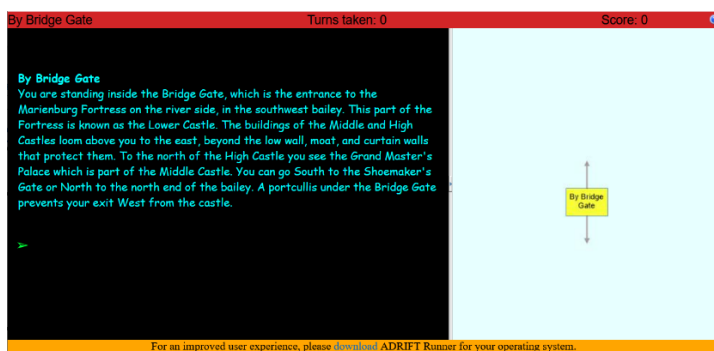 By Bridge Gate Turns taken: 0 Score: 0
By Bridge Gate
You are standing inside the Bridge Gate, which is the entrance to the
Marienburg Fortress on the river side, in the southwest bailey. This part of the
Fortress is known as the Lower Castle. The buildings of the Middle and High
Castles loom above you to the east, beyond the low wall, moat, and curtain walls
that protect them. To the north of the High Castle you see the Grand Master's
Palace which is part of the Middle Castle. You can go South to the Shoemaker's
Gate or North to the north end of the bailey. A portcullis under the Bridge Gate
prevents your exit West from the castle.
By Bridge
Gate
For an improved user experience, please download ADRIFT Runner for your operating system.